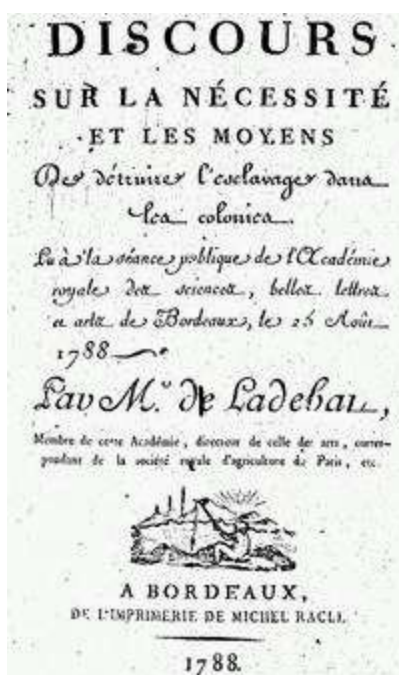 DISCOURS
SUR LA NÉCESSITÉ
ET LES MOYENS
De détruire l'esclavage dans
les colonies.
Lu à la séance publique de l'Académie
royale des sciences, belles lettres
et arts de Bordeaux, le 25 Août
1788
Par M.r de Ladebat,
Membre de cette Académie, directeur de celle des arts, corres-
pondant de la société royale d'agriculture de Paris, etc.
A BORDEAUX,
DE L'IMPRIMERIE DE MICHEL RACLE.
1788.